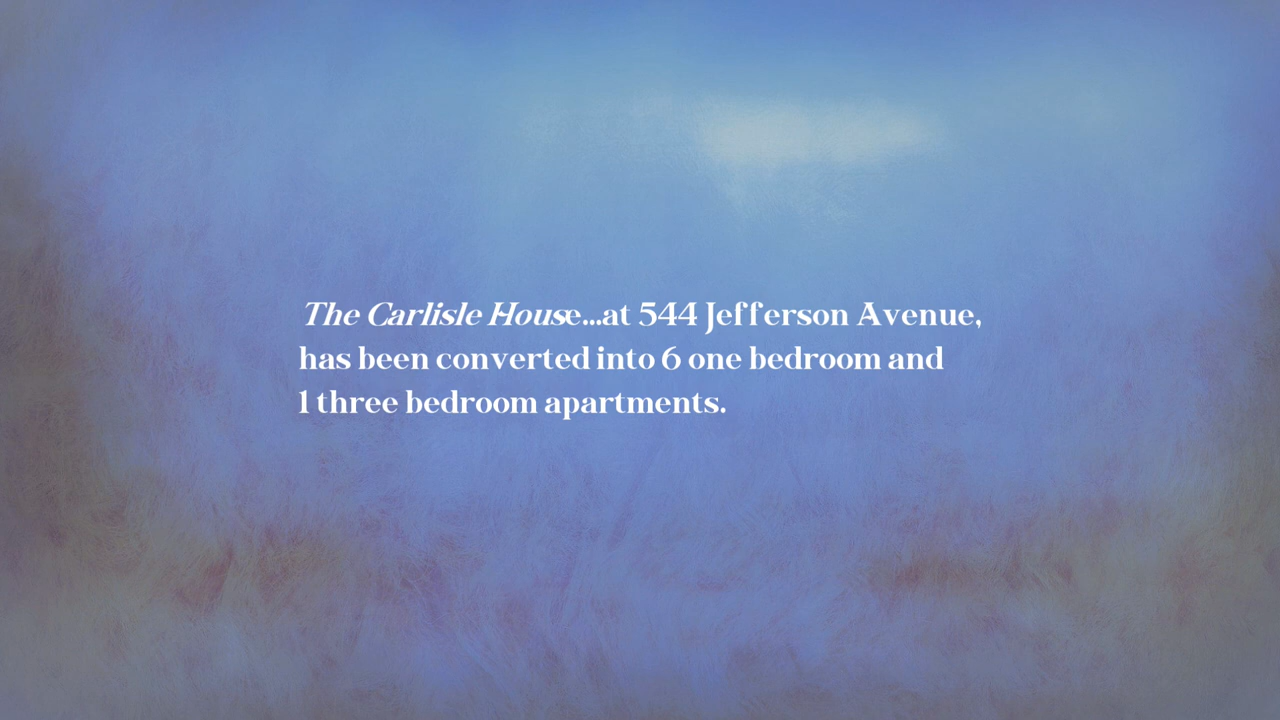 The Carlisle House...at 544 Jefferson Avenue,
has been converted into 6 one bedroom and
1 three bedroom apartments.